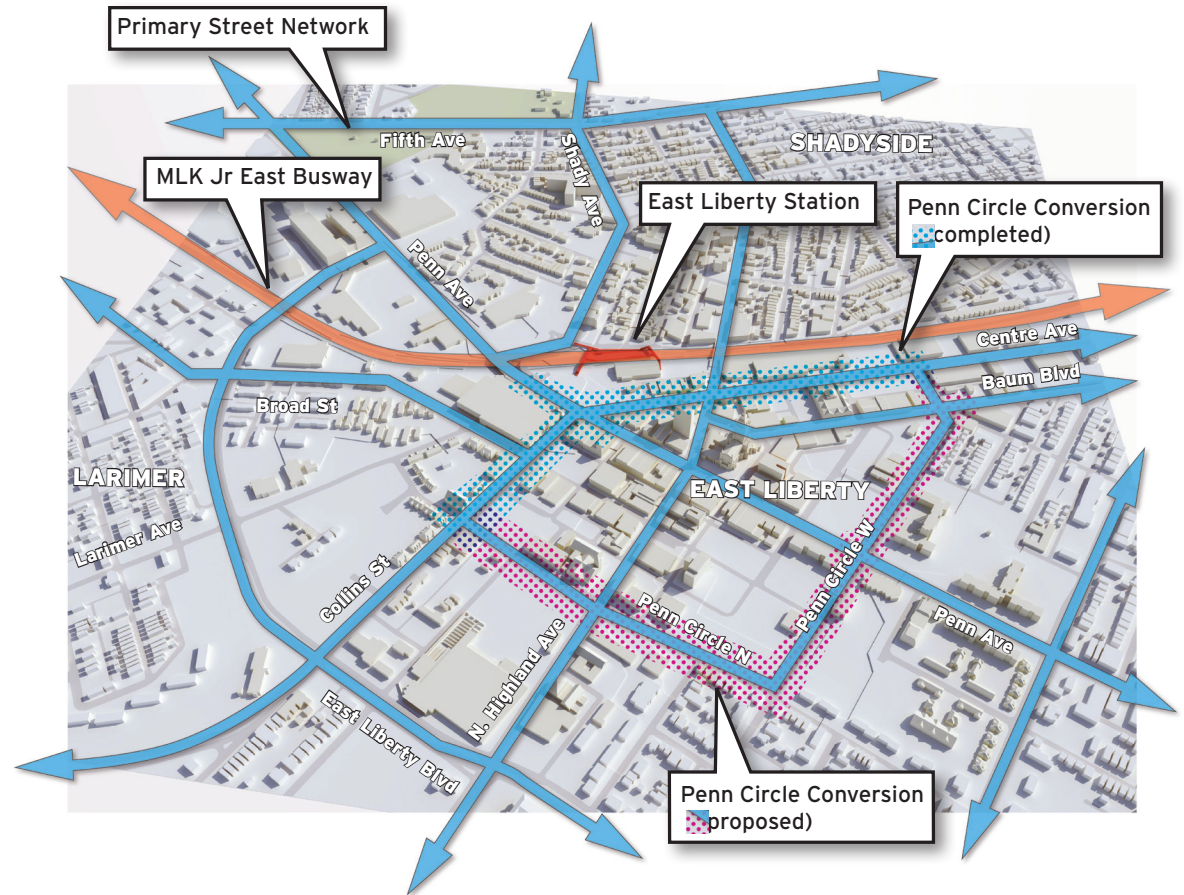 Primary Street Network
Fifth Ave
Shady Ave
SHADYSIDE
MLK Jr East Busway
East Liberty Station
Penn Circle Conversion
completed)
Penn Ave
Centre Ave
Baum Blvd
Broad St
LARIMER
EAST LIBERTY
Larimer Ave
Collins St
Penn Circle W
Penn Circle N
Penn Ave
N. Highland Ave
East Liberty Blvd
Penn Circle Conversion
proposed)